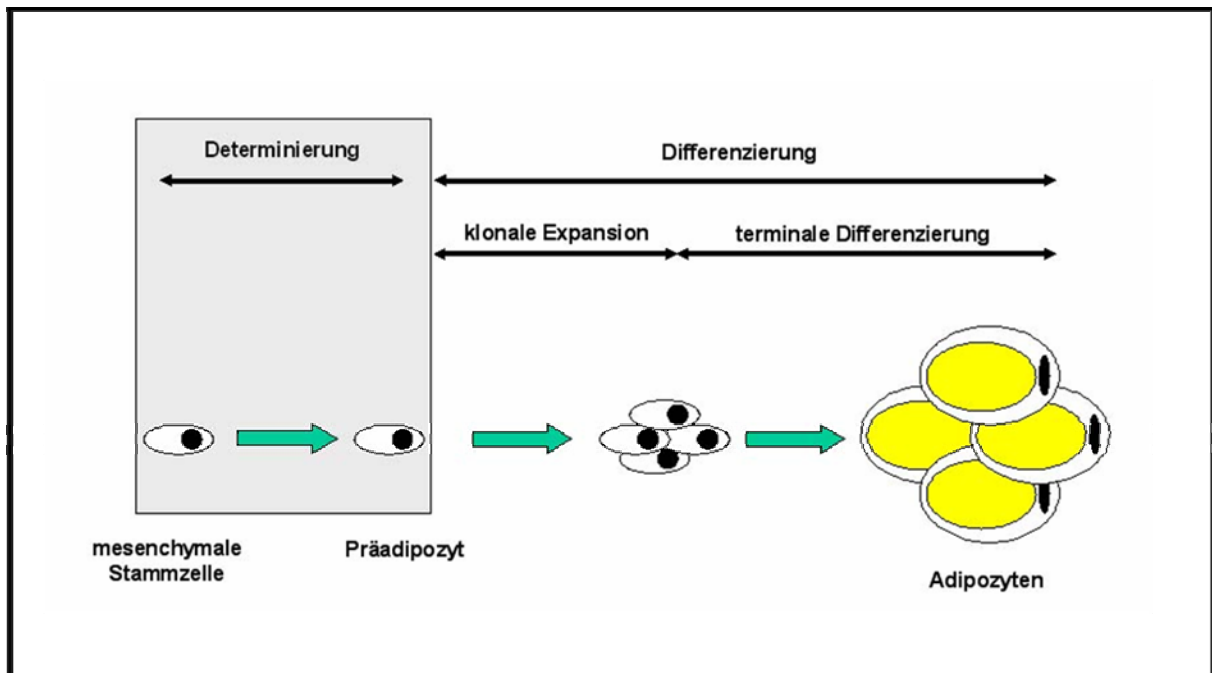 Determinierung
Differenzierung
klonale Expansion
terminale Differenzierung
mesenchymale
Stammzelle
Präadipozyt
Adipozyten